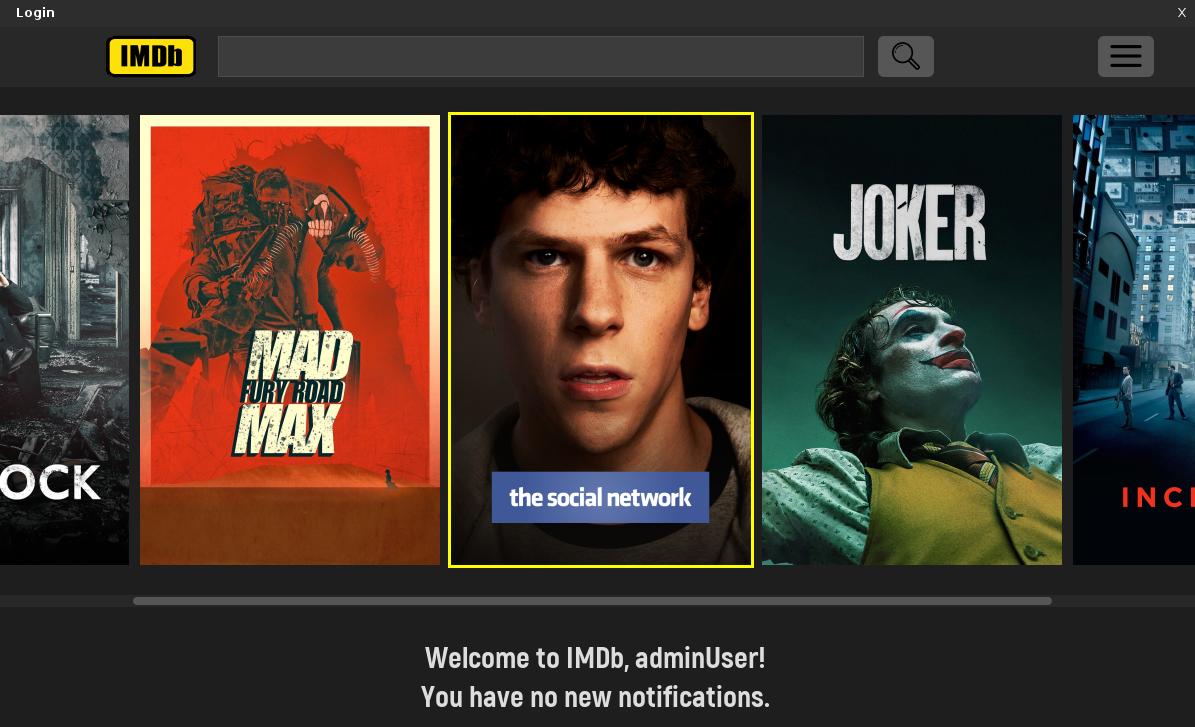 Login X
IMDb
OCK
MAD
FURY ROAD
MAX
the social network
JOKER
INC
Welcome to IMDb, adminUser!
You have no new notifications.